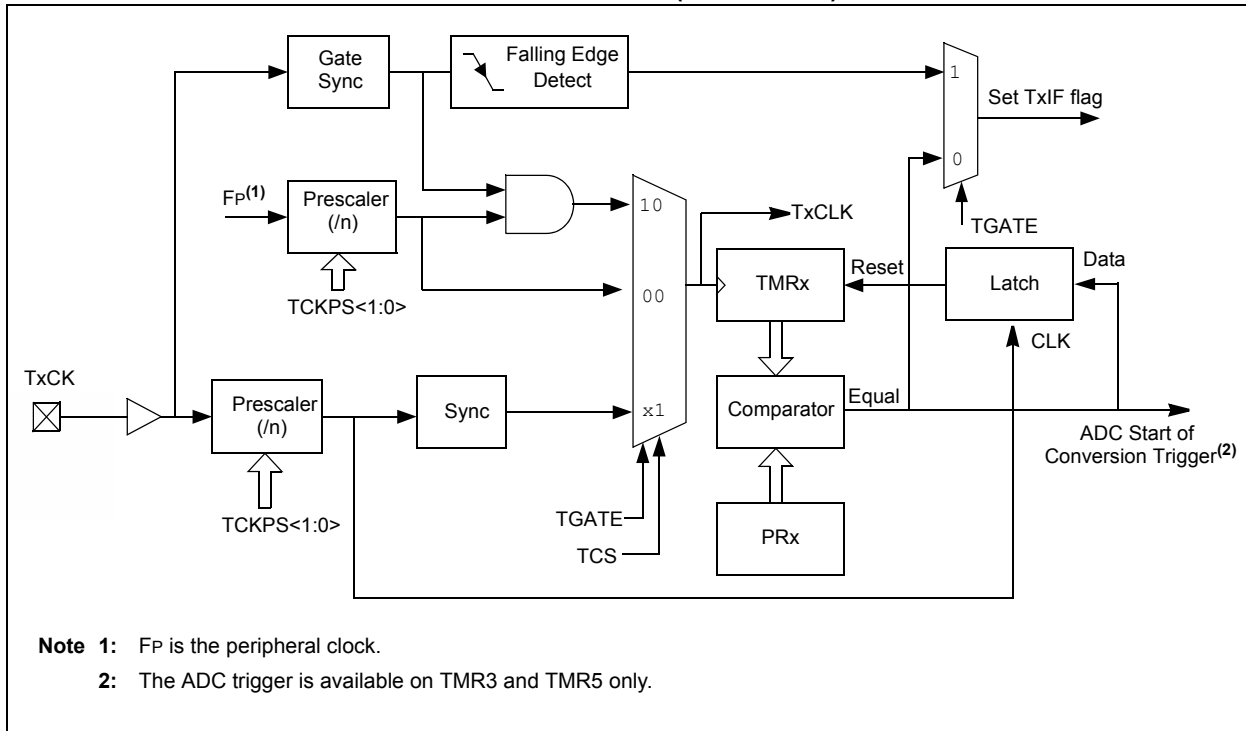 Gate
Sync
Falling Edge
Detect
1
Set TxIF flag
0
FP(1)
Prescaler
(/n)
10
TxCLK
TGATE
TCKPS<1:0>
00
TMRx
Reset
Latch
Data
CLK
TxCK
Prescaler
(/n)
Sync
x1
Comparator
Equal
ADC Start of
Conversion Trigger(2)
TCKPS<1:0>
TGATE
TCS
PRx
Note 1: FP is the peripheral clock.
2: The ADC trigger is available on TMR3 and TMR5 only.